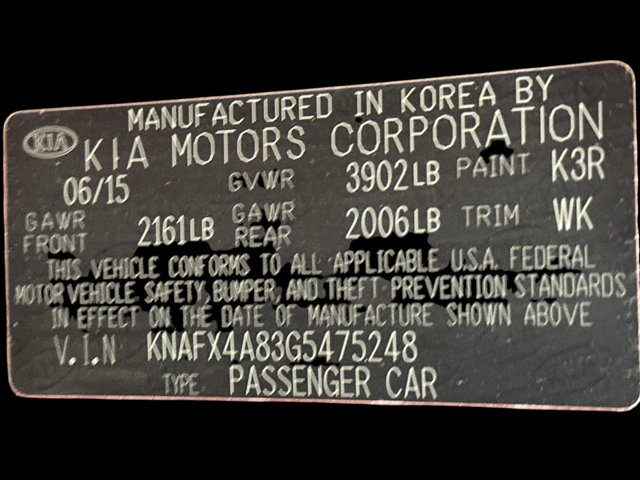 MANUFACTURED IN KOREA BY
KIA KIA MOTORS CORPORATION
06/15 GVWR 3902LB PAINT K3R
GAWR FRONT 2161LB GAWR REAR 2006LB TRIM WK
THIS VEHICLE CONFORMS TO ALL APPLICABLE U.S.A. FEDERAL
MOTOR VEHICLE SAFETY, BUMPER, AND THEFT PREVENTION STANDARDS
IN EFFECT ON THE DATE OF MANUFACTURE SHOWN ABOVE
V.I.N KNAFX4A83G5475248
TYPE PASSENGER CAR